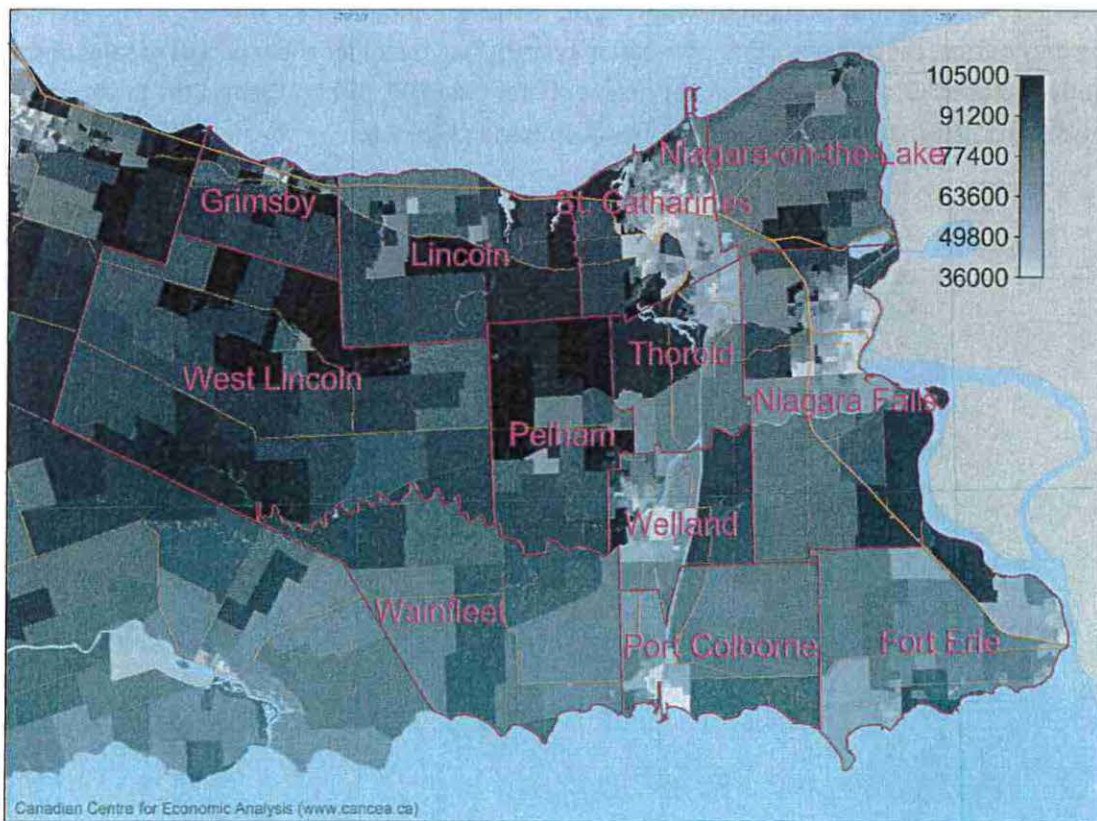 105000
91200
77400
63600
49800
36000
Niagara-on-the-Lake
Grimsby
St. Catharines
Lincoln
Thorold
West Lincoln
Niagara Falls
Pelham
Welland
Wainfleet
Port Colborne
Fort Erie
Canadian Centre for Economic Analysis (www.cancea.ca)